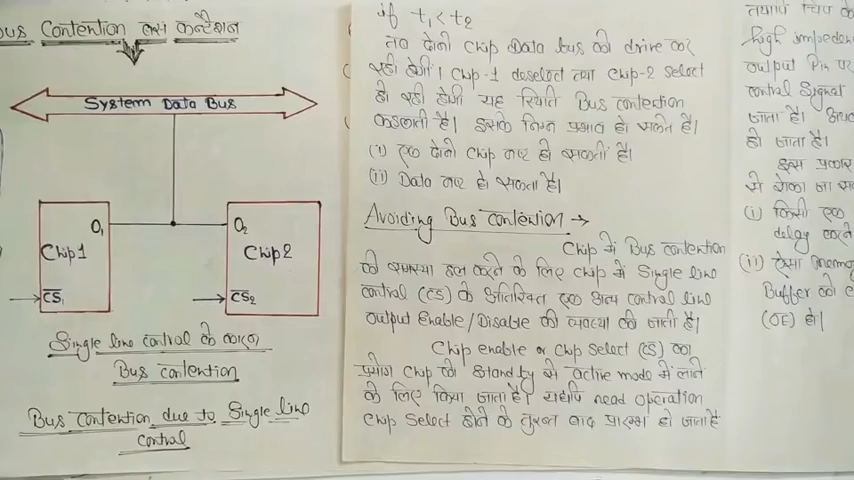 Bus Contention बस कन्टेंशन
System Data Bus
O1 O2
Chip1 Chip2
CS1 CS2
Single line control के कारण
Bus contention
Bus contention due to Single line
control
if t1 < t2
तब दोनो chip Data bus को drive कर
रही होगी। chip-1 deselect तथा chip-2 select
हो रही होगी यह स्थिति Bus contention
कहलाती है। इसके निम्न प्रभाव हो सकते है।
(i) एक दोनो chip नष्ट हो सकती है।
(ii) Data नष्ट हो सकता है।
Avoiding Bus contention →
Chip में Bus contention
की समस्या हल करने के लिए chip में Single line
control (CS) के अतिरिक्त एक अन्य control line
output Enable/Disable की व्यवस्था की जाती है।
Chip enable or Chip Select (CS) का
प्रयोग chip को Stand by से active mode में लाने
के लिए किया जाता है। यद्यपि read operation
chip Select होने के तुरन्त बाद प्रारम्भ हो जाता है
तथापि चिप के
high impeden
output Pin पर
control Signal
जाता है।
हो जाता है।
इस प्रकार
से रोका जा स
(i) किसी एक
delay करने
(ii) ऐसा memo
Buffer को
(OE) हो।